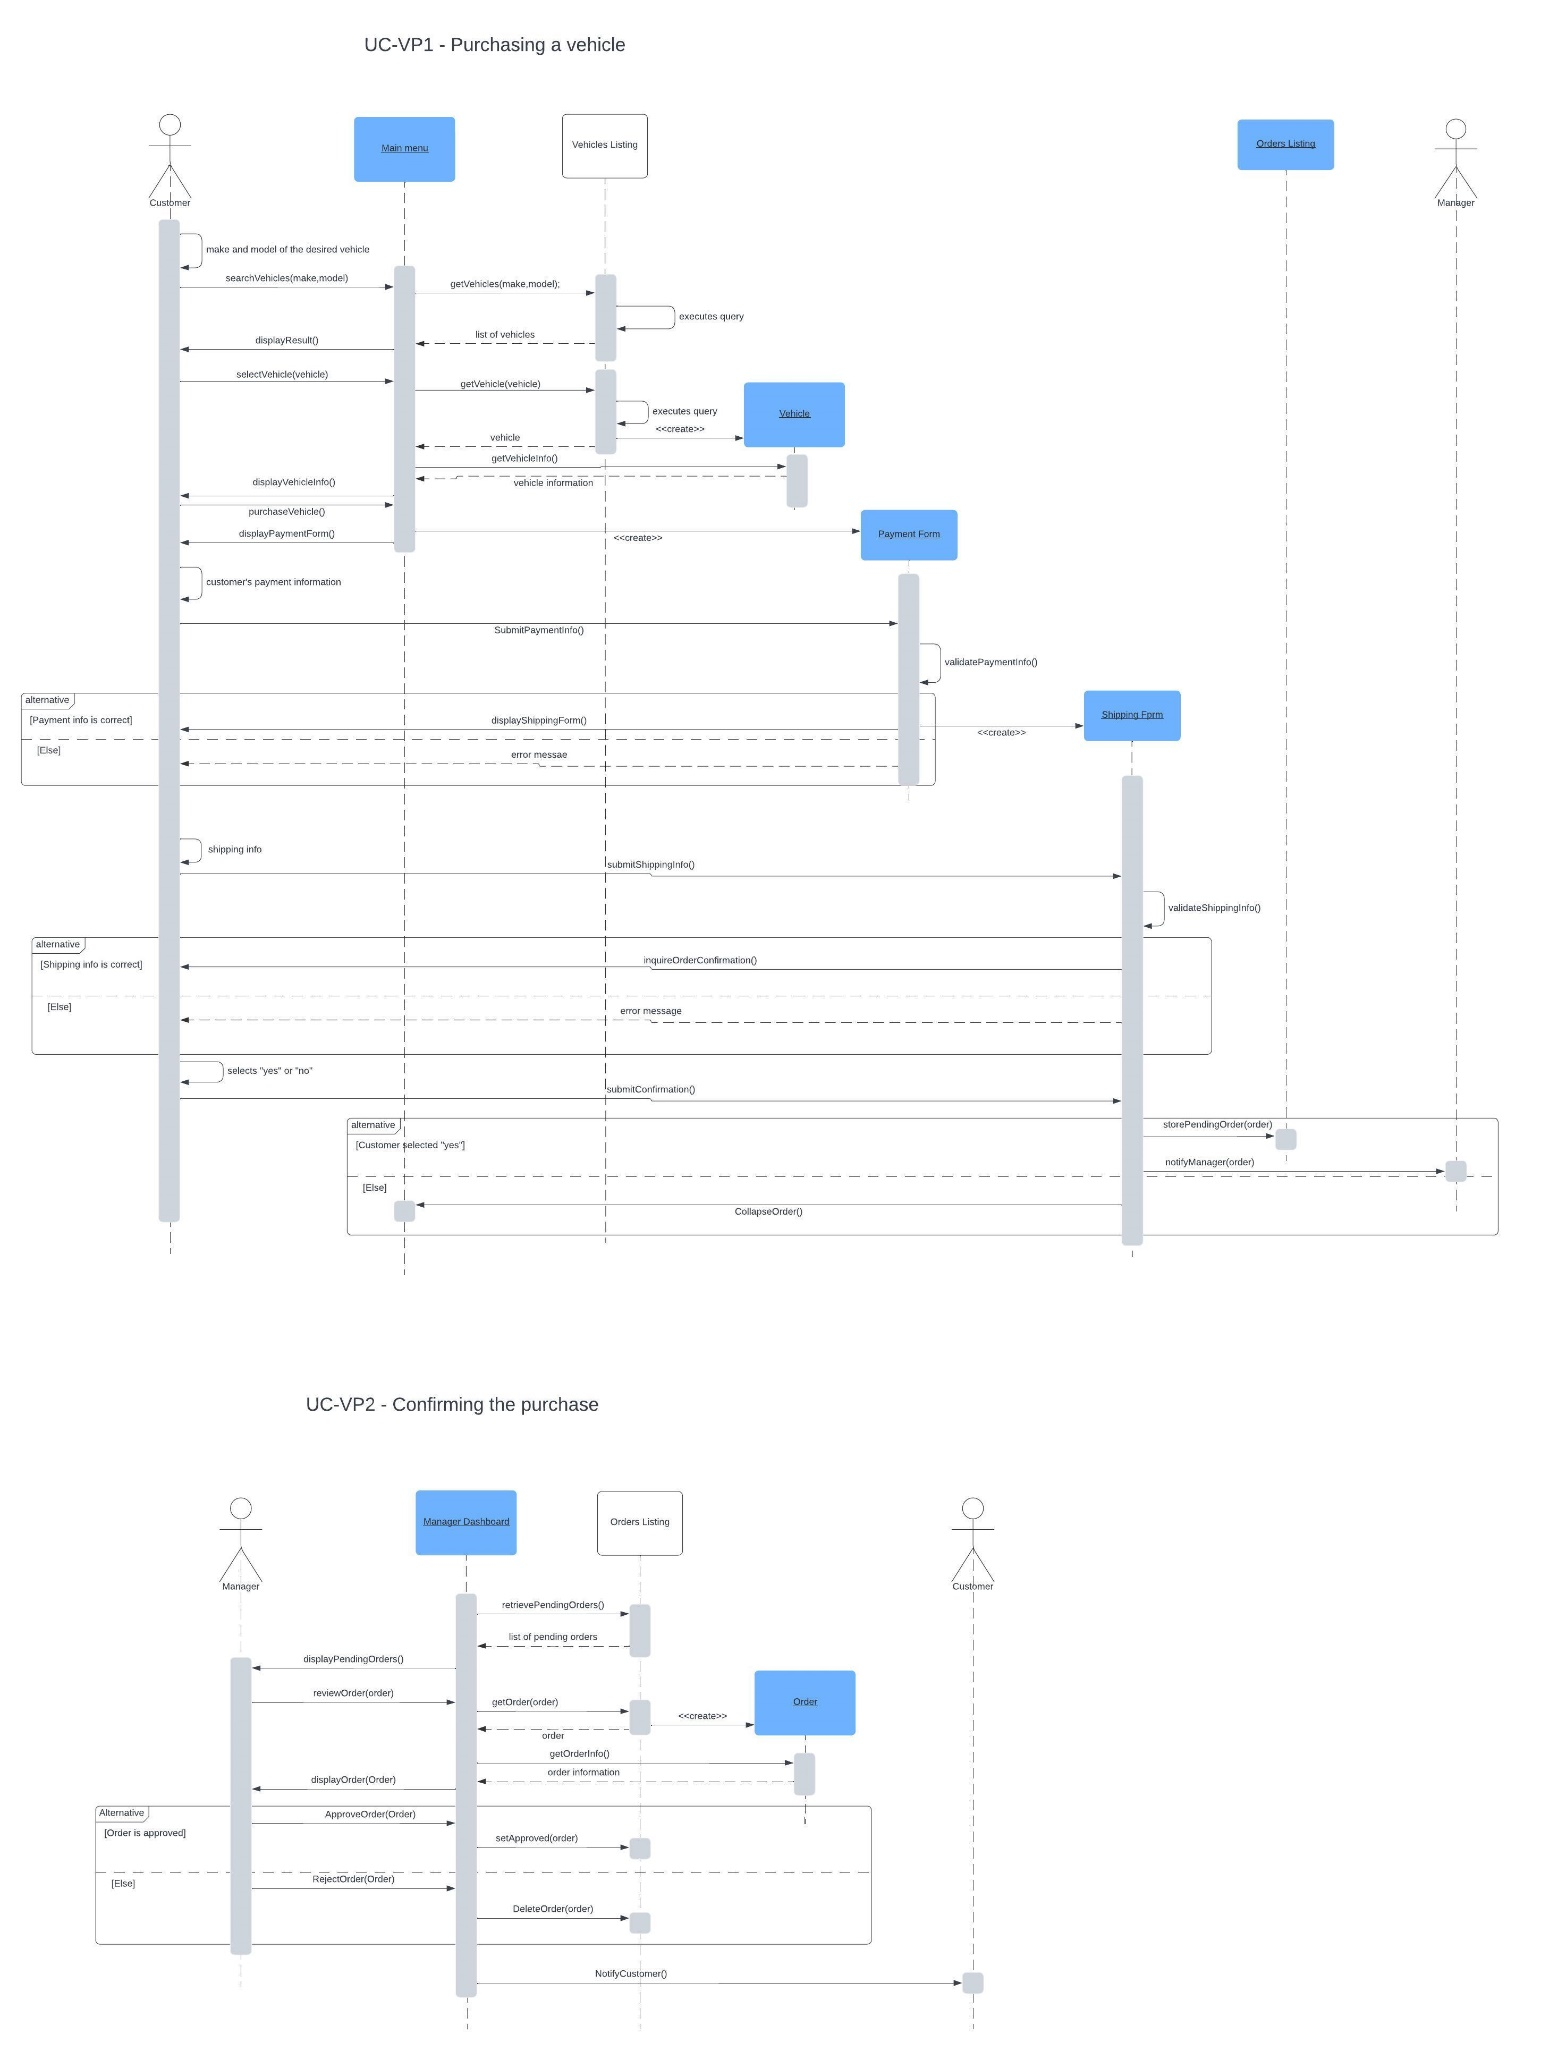 UC-VP1 - Purchasing a vehicle
Customer
Main menu
Vehicles Listing
Orders Listing
Manager
make and model of the desired vehicle
searchVehicles(make,model)
getVehicles(make,model);
executes query
list of vehicles
displayResult()
selectVehicle(vehicle)
getVehicle(vehicle)
executes query
Vehicle
<<create>>
vehicle
getVehicleInfo()
vehicle information
displayVehicleInfo()
purchaseVehicle()
displayPaymentForm()
<<create>>
Payment Form
customer's payment information
SubmitPaymentInfo()
validatePaymentInfo()
alternative
[Payment info is correct]
displayShippingForm()
<<create>>
Shipping Fprm
[Else]
error messae
shipping info
submitShippingInfo()
validateShippingInfo()
alternative
[Shipping info is correct]
inquireOrderConfirmation()
[Else]
error message
selects "yes" or "no"
submitConfirmation()
alternative
[Customer selected "yes"]
storePendingOrder(order)
notifyManager(order)
[Else]
CollapseOrder()
UC-VP2 - Confirming the purchase
Manager
Manager Dashboard
Orders Listing
Customer
retrievePendingOrders()
list of pending orders
displayPendingOrders()
reviewOrder(order)
getOrder(order)
<<create>>
Order
order
getOrderInfo()
order information
displayOrder(Order)
Alternative
[Order is approved]
ApproveOrder(Order)
setApproved(order)
[Else]
RejectOrder(Order)
DeleteOrder(order)
NotifyCustomer()